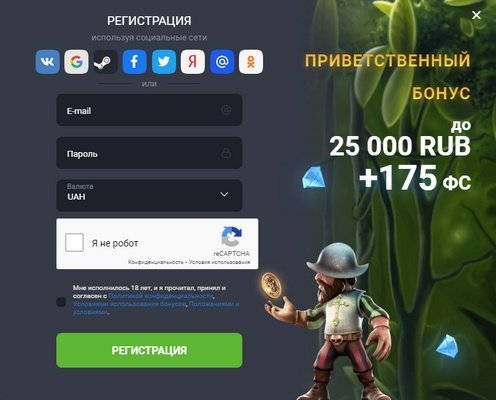 РЕГИСТРАЦИЯ
используя социальные сети
или
E-mail
Пароль
Валюта
UAH
Я не робот
reCAPTCHA
Конфиденциальность - Условия использования
Мне исполнилось 18 лет, и я прочитал, принял и
согласен с Политикой конфиденциальности,
Условиями использования бонусов, Положениями и
условиями.
РЕГИСТРАЦИЯ
ПРИВЕТСТВЕННЫЙ
БОНУС
до
25 000 RUB
+175 ФС